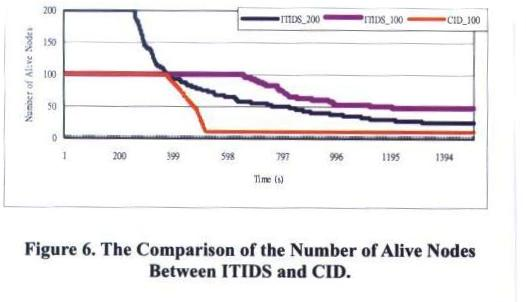 ITIDS_200 ITIDS_100 CID_100
200
150
100
50
0
Number of Alive Nodes
1 200 399 598 797 996 1195 1394
Time (s)
Figure 6. The Comparison of the Number of Alive Nodes
Between ITIDS and CID.